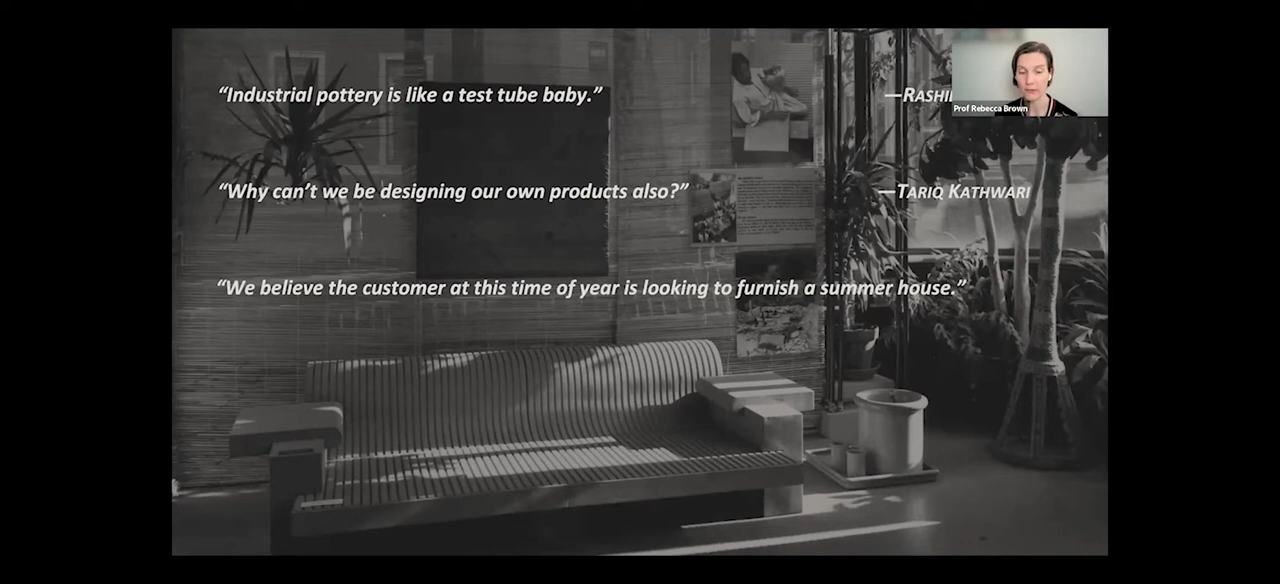 “Industrial pottery is like a test tube baby.”
Prof Rebecca Brown
“Why can’t we be designing our own products also?” —TARIQ KATHWARI
“We believe the customer at this time of year is looking to furnish a summer house.”